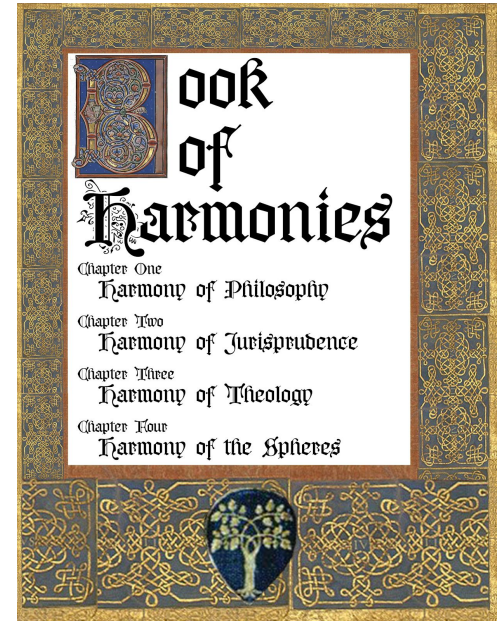 Book
of
Harmonies
Chapter One
Harmony of Philosophy
Chapter Two
Harmony of Jurisprudence
Chapter Three
Harmony of Theology
Chapter Four
Harmony of the Spheres